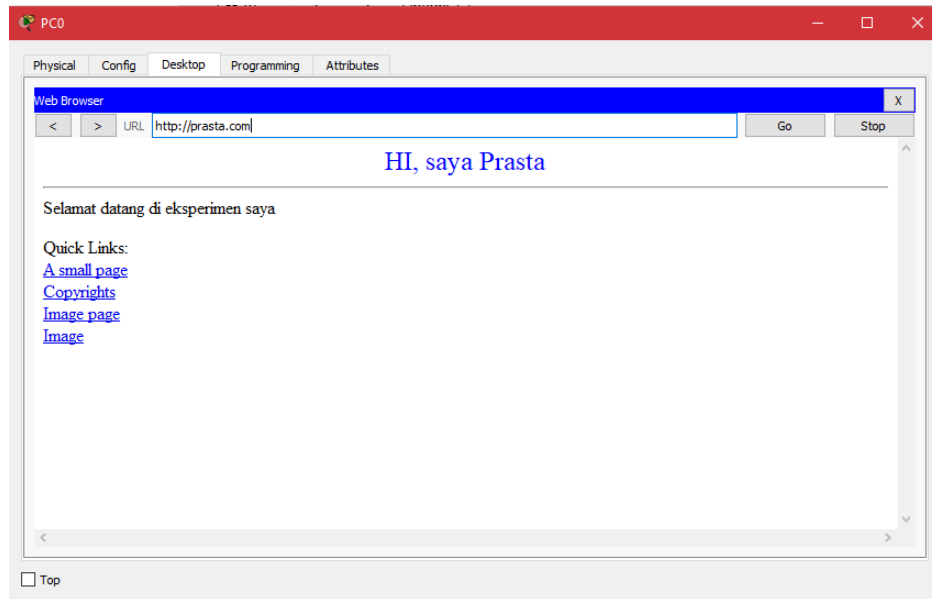 PC0
Physical Config Desktop Programming Attributes
Web Browser X
< > URL http://prasta.com Go Stop
HI, saya Prasta
Selamat datang di eksperimen saya
Quick Links:
A small page
Copyrights
Image page
Image
Top